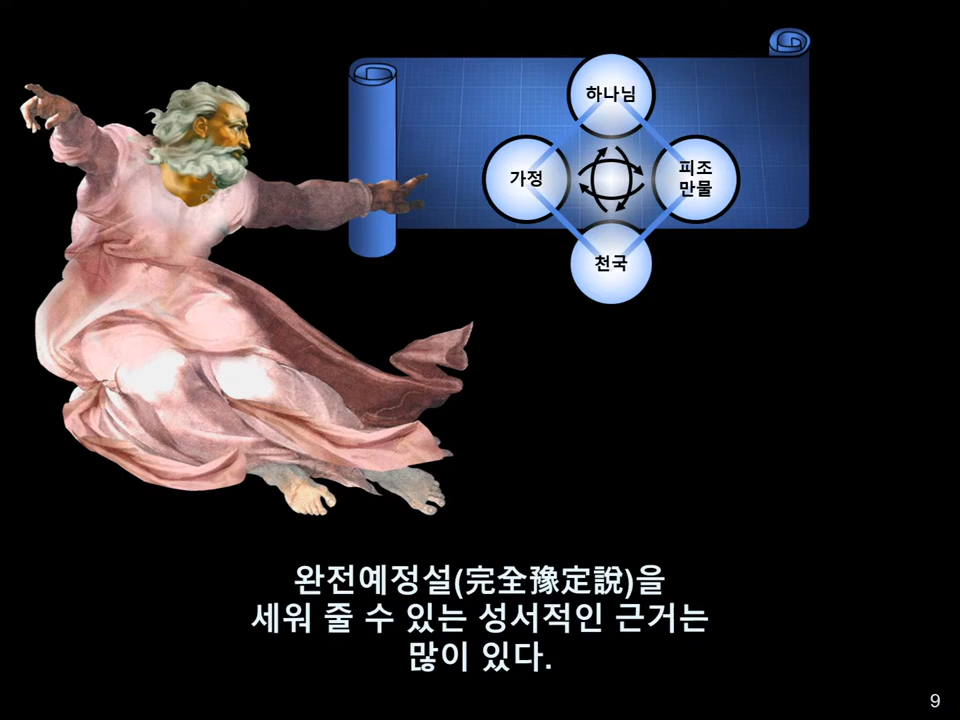 하나님
가정
피조
만물
천국
완전예정설(完全豫定說)을
세워 줄 수 있는 성서적인 근거는
많이 있다.
9